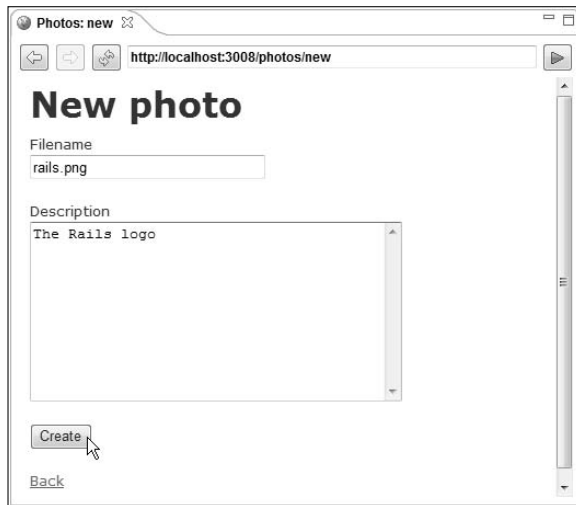 Photos: new
http://localhost:3008/photos/new
New photo
Filename
rails.png
Description
The Rails logo
Create
Back